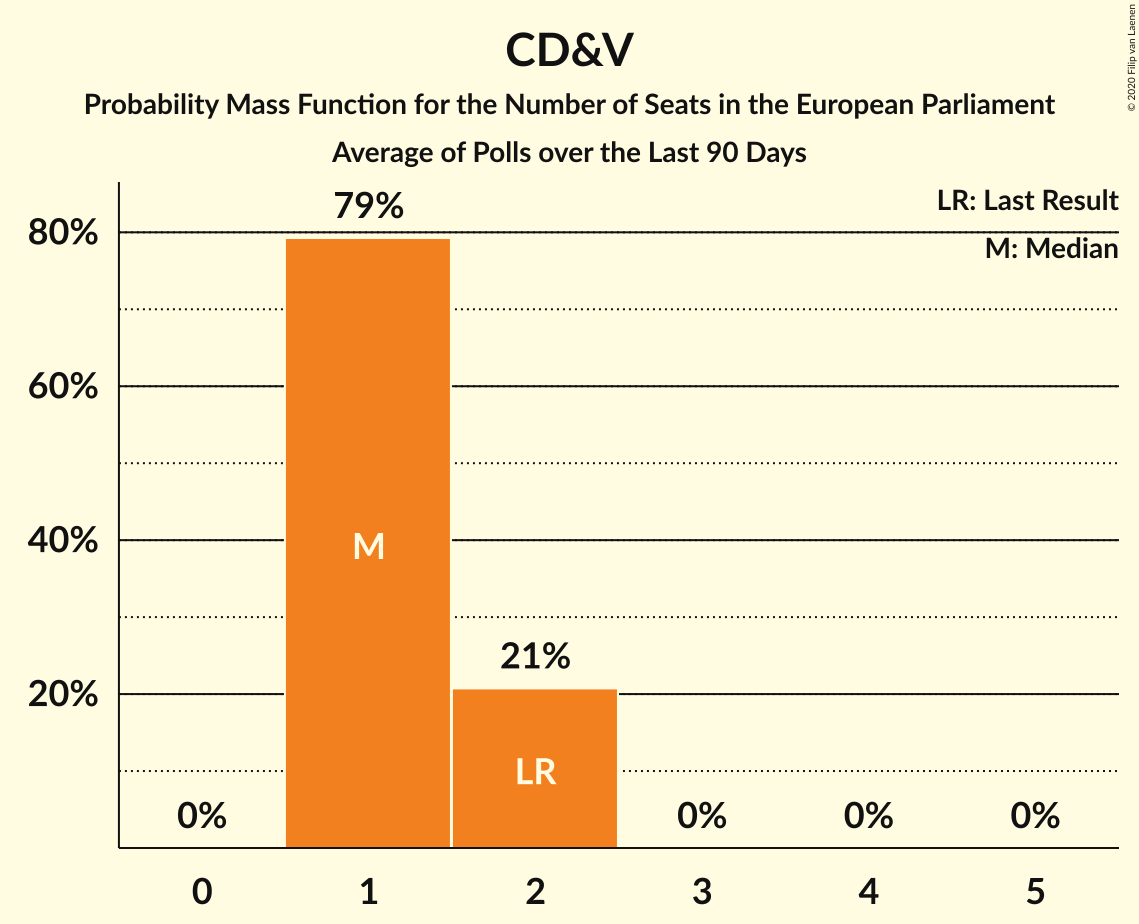 CD&V
Probability Mass Function for the Number of Seats in the European Parliament
Average of Polls over the Last 90 Days
© 2020 Filip van Laenen
LR: Last Result
M: Median
79%
80%
60%
40%
M
21%
20%
LR
0%
0%
0%
0%
0
1
2
3
4
5